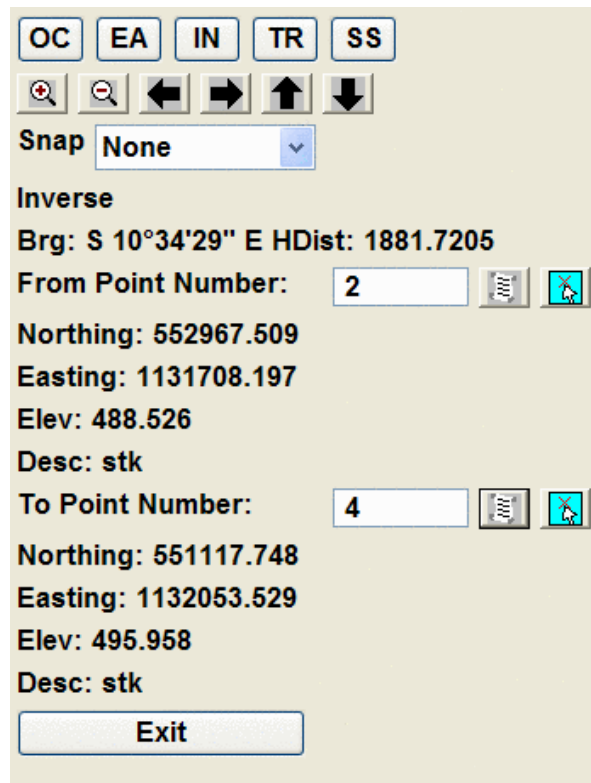 OC EA IN TR SS
Snap None
Inverse
Brg: S 10°34'29" E HDist: 1881.7205
From Point Number: 2
Northing: 552967.509
Easting: 1131708.197
Elev: 488.526
Desc: stk
To Point Number: 4
Northing: 551117.748
Easting: 1132053.529
Elev: 495.958
Desc: stk
Exit